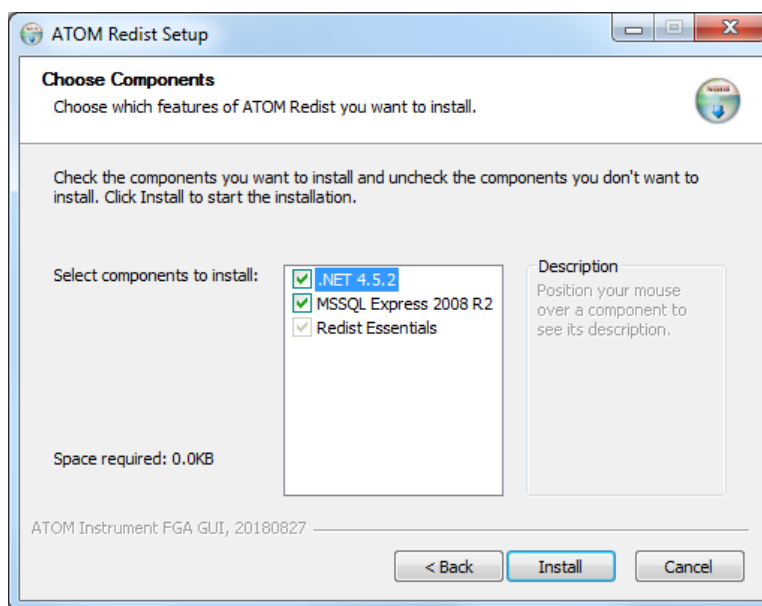 ATOM Redist Setup
Choose Components
Choose which features of ATOM Redist you want to install.
Check the components you want to install and uncheck the components you don't want to
install. Click Install to start the installation.
Select components to install:
.NET 4.5.2
MSSQL Express 2008 R2
Redist Essentials
Description
Position your mouse
over a component to
see its description.
Space required: 0.0KB
ATOM Instrument FGA GUI, 20180827
< Back
Install
Cancel